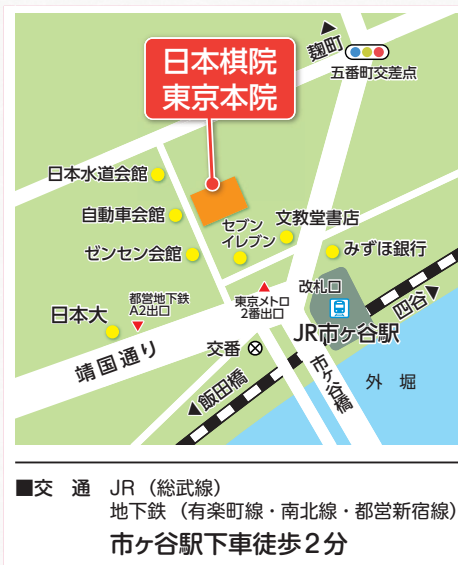 麹町
五番町交差点
日本棋院
東京本院
日本水道会館
自動車会館
ゼンセン会館
セブン
イレブン
文教堂書店
みずほ銀行
都営地下鉄
A2出口
東京メトロ
2番出口
改札口
四谷
日本大
JR市ヶ谷駅
靖国通り
交番
市ヶ谷橋
外 堀
飯田橋
■交 通 JR（総武線）
地下鉄（有楽町線・南北線・都営新宿線）
市ヶ谷駅下車徒歩2分